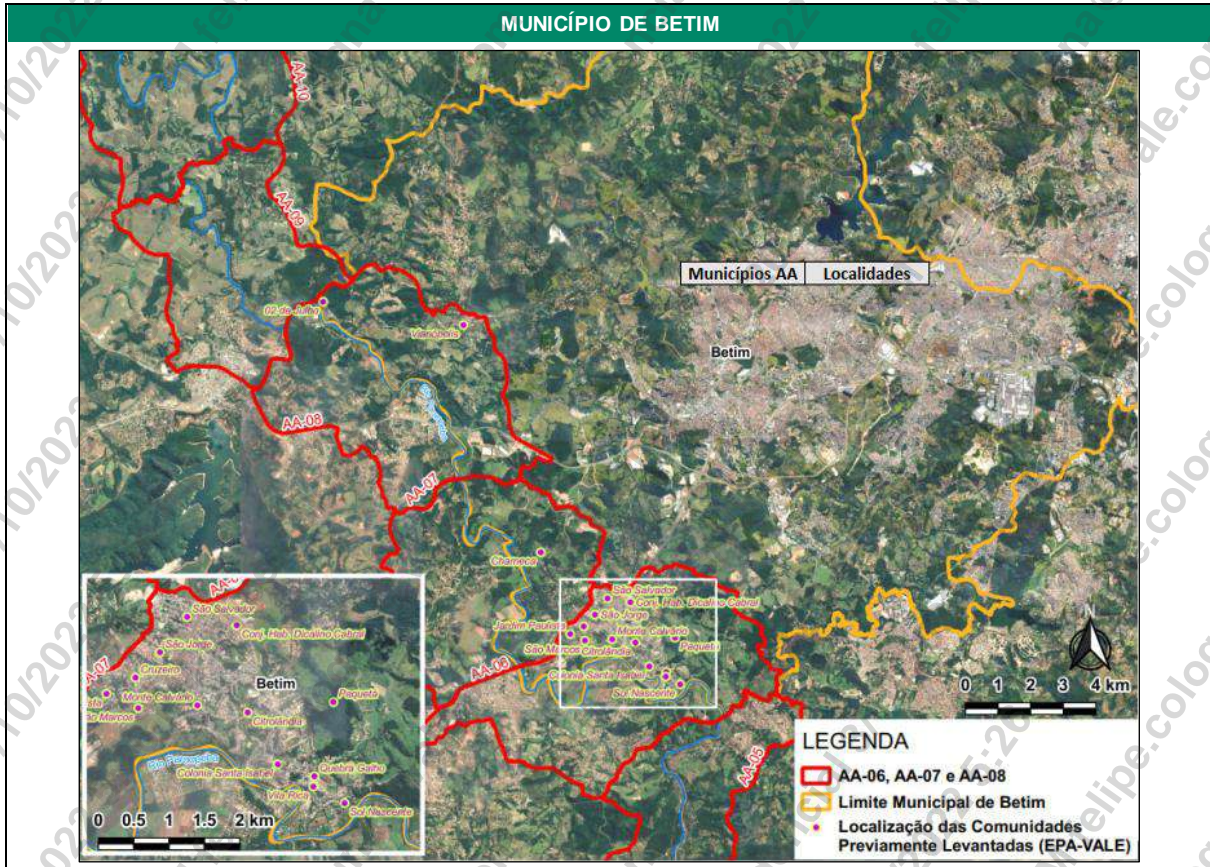 MUNICÍPIO DE BETIM
AA-10
AA-09
Municípios AA
Localidades
02 de Julho
Vianópolis
Betim
AA-08
AA-07
Charneca
São Salvador
Conj. Hab. Dicalino Cabral
São Jorge
Jardim Paulista
Monte Calvário
São Marcos
Citrolândia
Paquetá
AA-06
Colonia Santa Isabel
Sol Nascente
AA-05
São Salvador
Conj. Hab. Dicalino Cabral
São Jorge
Cruzeiro
Betim
Monte Calvário
Paquetá
Citrolândia
Rio Paraopeba
Colonia Santa Isabel
Quebra Galho
Vila Rica
Sol Nascente
0 0.5 1 1.5 2 km
0 1 2 3 4 km
LEGENDA
AA-06, AA-07 e AA-08
Limite Municipal de Betim
Localização das Comunidades
Previamente Levantadas (EPA-VALE)